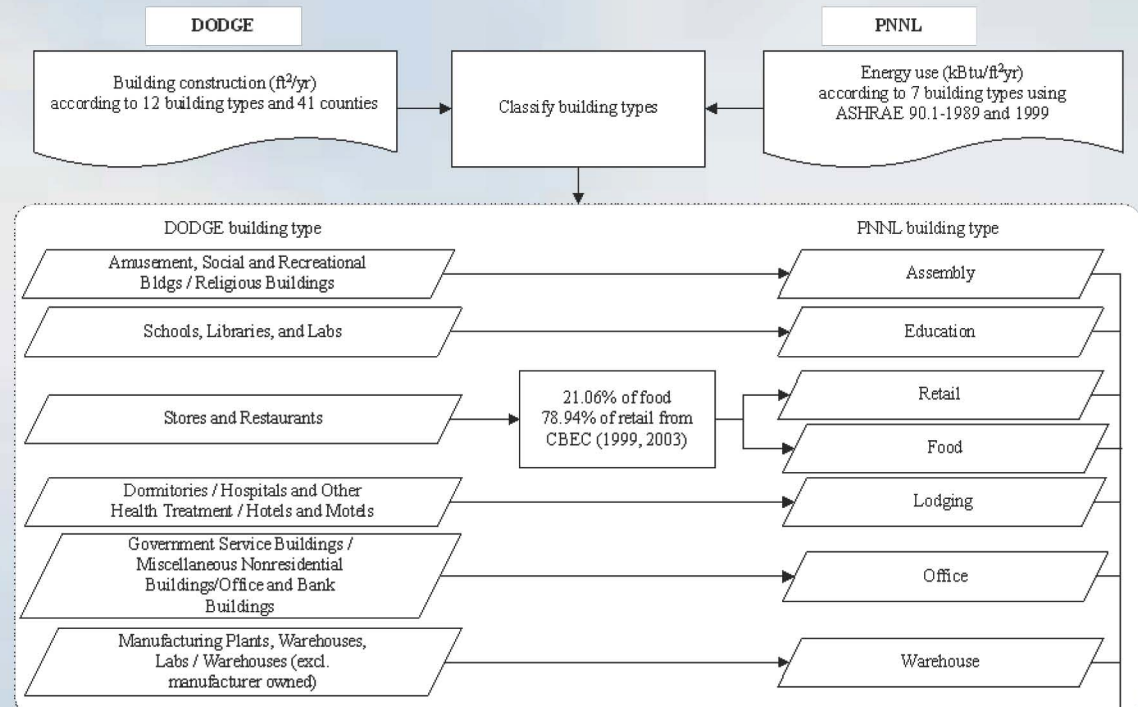 DODGE
PNNL
Building construction (ft²/yr)
according to 12 building types and 41 counties
Classify building types
Energy use (kBtu/ft²yr)
according to 7 building types using
ASHRAE 90.1-1989 and 1999
DODGE building type
PNNL building type
Amusement, Social and Recreational
Bldgs / Religious Buildings
Assembly
Schools, Libraries, and Labs
Education
Stores and Restaurants
21.06% of food
78.94% of retail from
CBEC (1999, 2003)
Retail
Food
Dormitories / Hospitals and Other
Health Treatment / Hotels and Motels
Lodging
Government Service Buildings /
Miscellaneous Nonresidential
Buildings/Office and Bank
Buildings
Office
Manufacturing Plants, Warehouses,
Labs / Warehouses (excl.
manufacturer owned)
Warehouse